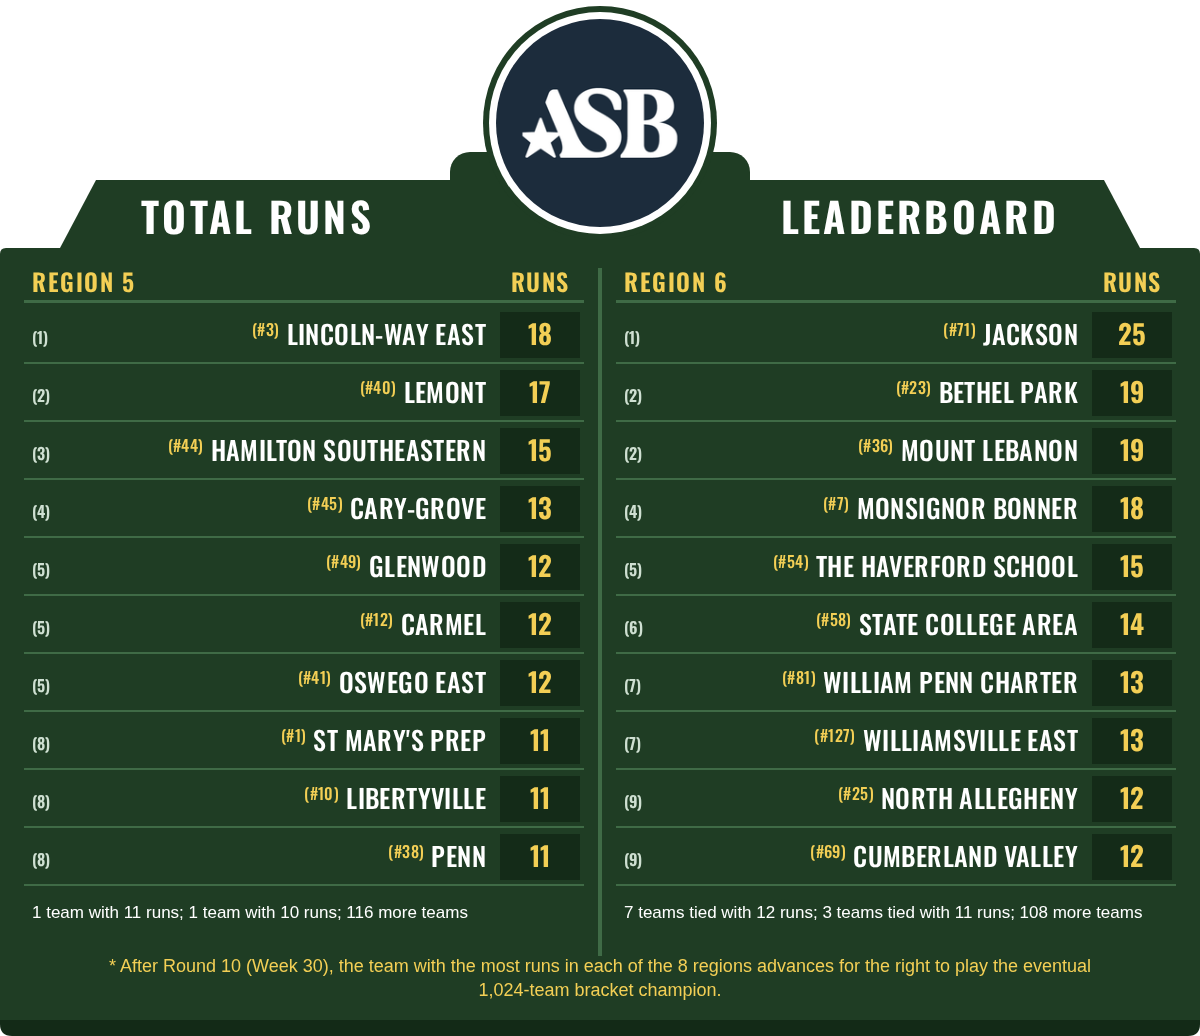 ASB
TOTAL RUNS
LEADERBOARD
REGION 5 RUNS
(1) (#3) LINCOLN-WAY EAST 18
(2) (#40) LEMONT 17
(3) (#44) HAMILTON SOUTHEASTERN 15
(4) (#45) CARY-GROVE 13
(5) (#49) GLENWOOD 12
(5) (#12) CARMEL 12
(5) (#41) OSWEGO EAST 12
(8) (#1) ST MARY'S PREP 11
(8) (#10) LIBERTYVILLE 11
(8) (#38) PENN 11
1 team with 11 runs; 1 team with 10 runs; 116 more teams
REGION 6 RUNS
(1) (#71) JACKSON 25
(2) (#23) BETHEL PARK 19
(2) (#36) MOUNT LEBANON 19
(4) (#7) MONSIGNOR BONNER 18
(5) (#54) THE HAVERFORD SCHOOL 15
(6) (#58) STATE COLLEGE AREA 14
(7) (#81) WILLIAM PENN CHARTER 13
(7) (#127) WILLIAMSVILLE EAST 13
(9) (#25) NORTH ALLEGHENY 12
(9) (#69) CUMBERLAND VALLEY 12
7 teams tied with 12 runs; 3 teams tied with 11 runs; 108 more teams
* After Round 10 (Week 30), the team with the most runs in each of the 8 regions advances for the right to play the eventual
1,024-team bracket champion.